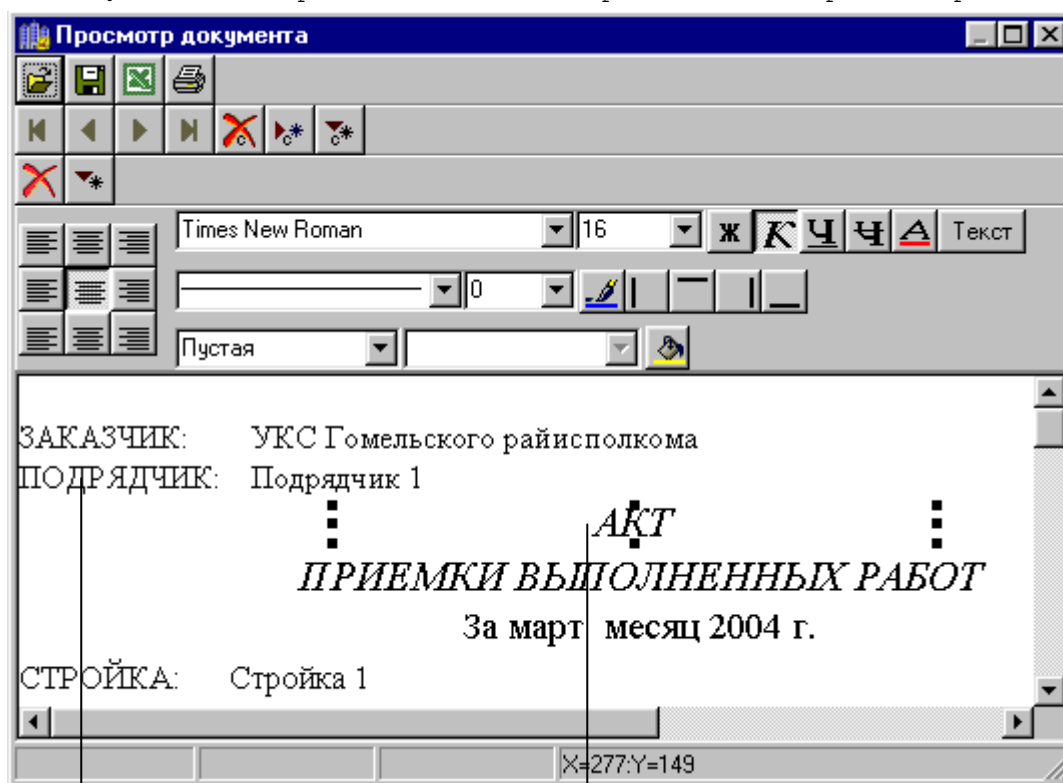 Просмотр документа
Times New Roman
16
Ж К Ч Ч А Текст
0
Пустая
ЗАКАЗЧИК: УКС Гомельского райисполкома
ПОДРЯДЧИК: Подрядчик 1
АКТ
ПРИЕМКИ ВЫПОЛНЕННЫХ РАБОТ
За март месяц 2004 г.
СТРОЙКА: Стройка 1
X=277:Y=149